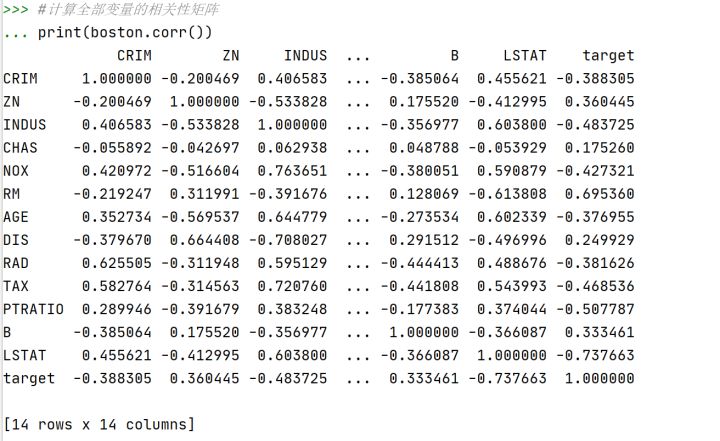 >>> #计算全部变量的相关性矩阵
... print(boston.corr())
CRIM ZN INDUS ... B LSTAT target
CRIM 1.000000 -0.200469 0.406583 ... -0.385064 0.455621 -0.388305
ZN -0.200469 1.000000 -0.533828 ... 0.175520 -0.412995 0.360445
INDUS 0.406583 -0.533828 1.000000 ... -0.356977 0.603800 -0.483725
CHAS -0.055892 -0.042697 0.062938 ... 0.048788 -0.053929 0.175260
NOX 0.420972 -0.516604 0.763651 ... -0.380051 0.590879 -0.427321
RM -0.219247 0.311991 -0.391676 ... 0.128069 -0.613808 0.695360
AGE 0.352734 -0.569537 0.644779 ... -0.273534 0.602339 -0.376955
DIS -0.379670 0.664408 -0.708027 ... 0.291512 -0.496996 0.249929
RAD 0.625505 -0.311948 0.595129 ... -0.444413 0.488676 -0.381626
TAX 0.582764 -0.314563 0.720760 ... -0.441808 0.543993 -0.468536
PTRATIO 0.289946 -0.391679 0.383248 ... -0.177383 0.374044 -0.507787
B -0.385064 0.175520 -0.356977 ... 1.000000 -0.366087 0.333461
LSTAT 0.455621 -0.412995 0.603800 ... -0.366087 1.000000 -0.737663
target -0.388305 0.360445 -0.483725 ... 0.333461 -0.737663 1.000000
[14 rows x 14 columns]